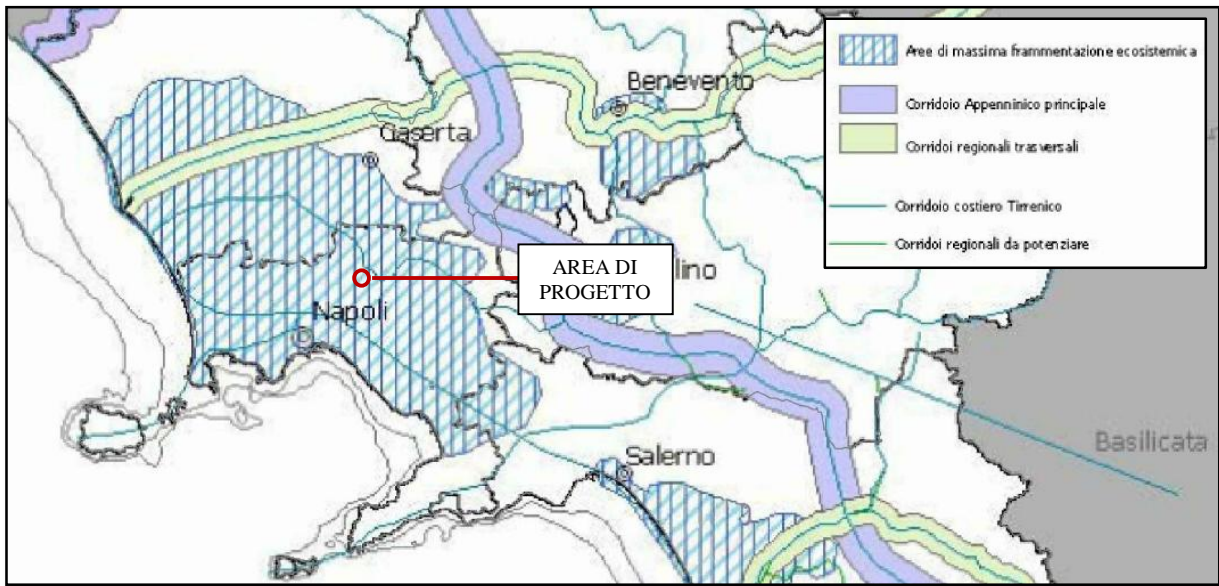 Aree di massima frammentazione ecosistemica
Corridoio Appenninico principale
Corridoi regionali trasversali
Corridoio costiero Tirrenico
Corridoi regionali da potenziare
Benevento
Caserta
AREA DI
PROGETTO
lino
Napoli
Salerno
Basilicata